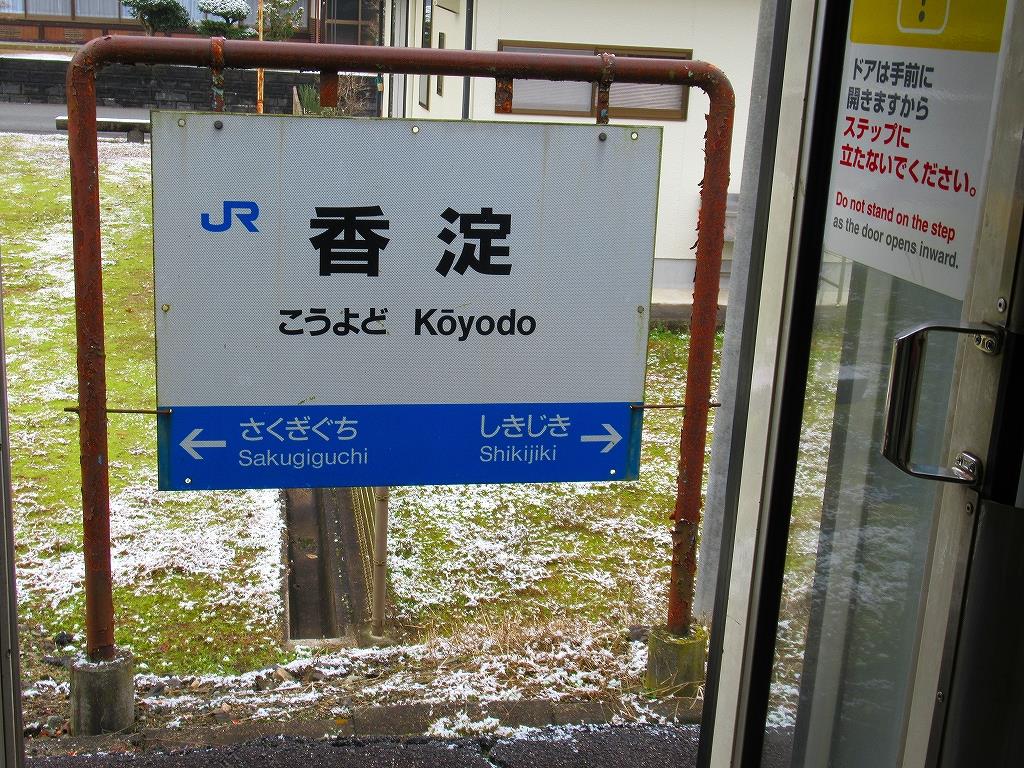 JR 香淀
こうよど Kōyodo
← さくぎぐち しきじき →
Sakugiguchi Shikijiki
ドアは手前に
開きますから
ステップに
立たないでください。
Do not stand on the step
as the door opens inward.